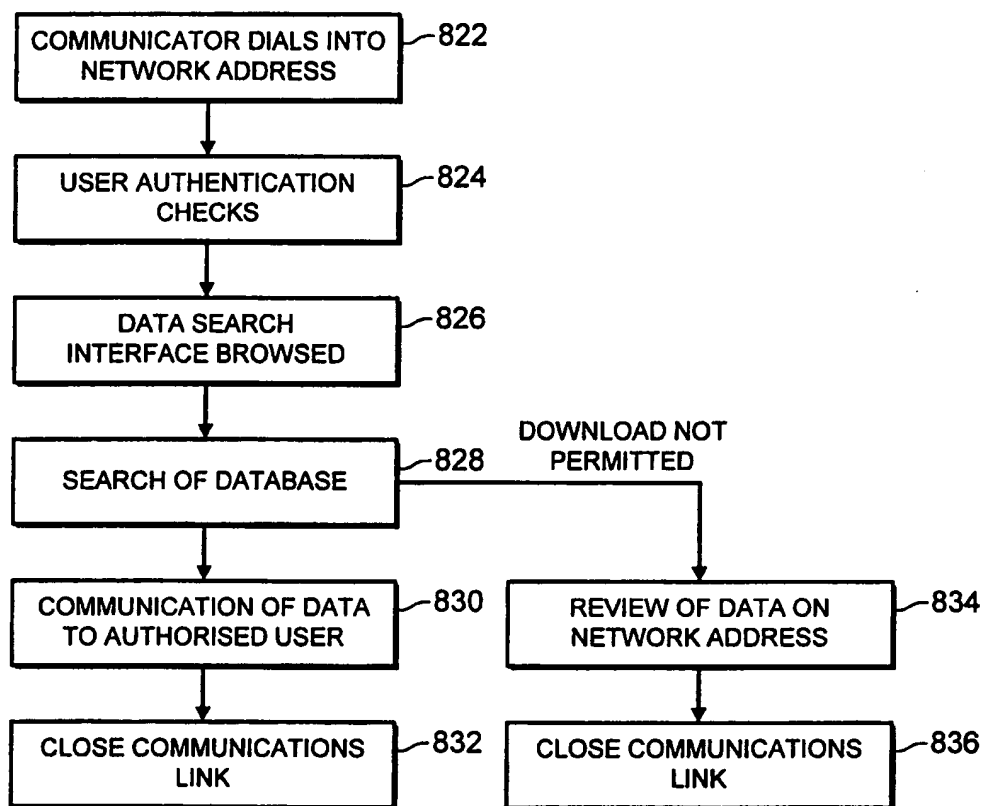 COMMUNICATOR DIALS INTO
NETWORK ADDRESS
822
USER AUTHENTICATION
CHECKS
824
DATA SEARCH
INTERFACE BROWSED
826
SEARCH OF DATABASE
828
DOWNLOAD NOT
PERMITTED
COMMUNICATION OF DATA
TO AUTHORISED USER
830
REVIEW OF DATA ON
NETWORK ADDRESS
834
CLOSE COMMUNICATIONS
LINK
832
CLOSE COMMUNICATIONS
LINK
836